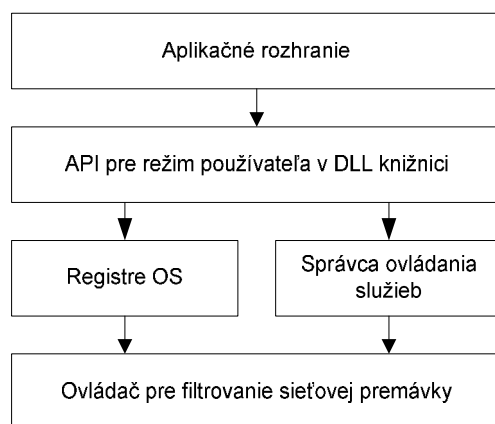 Aplikačné rozhranie
API pre režim používateľa v DLL knižnici
Registre OS
Správca ovládania
služieb
Ovládač pre filtrovanie sieťovej premávky